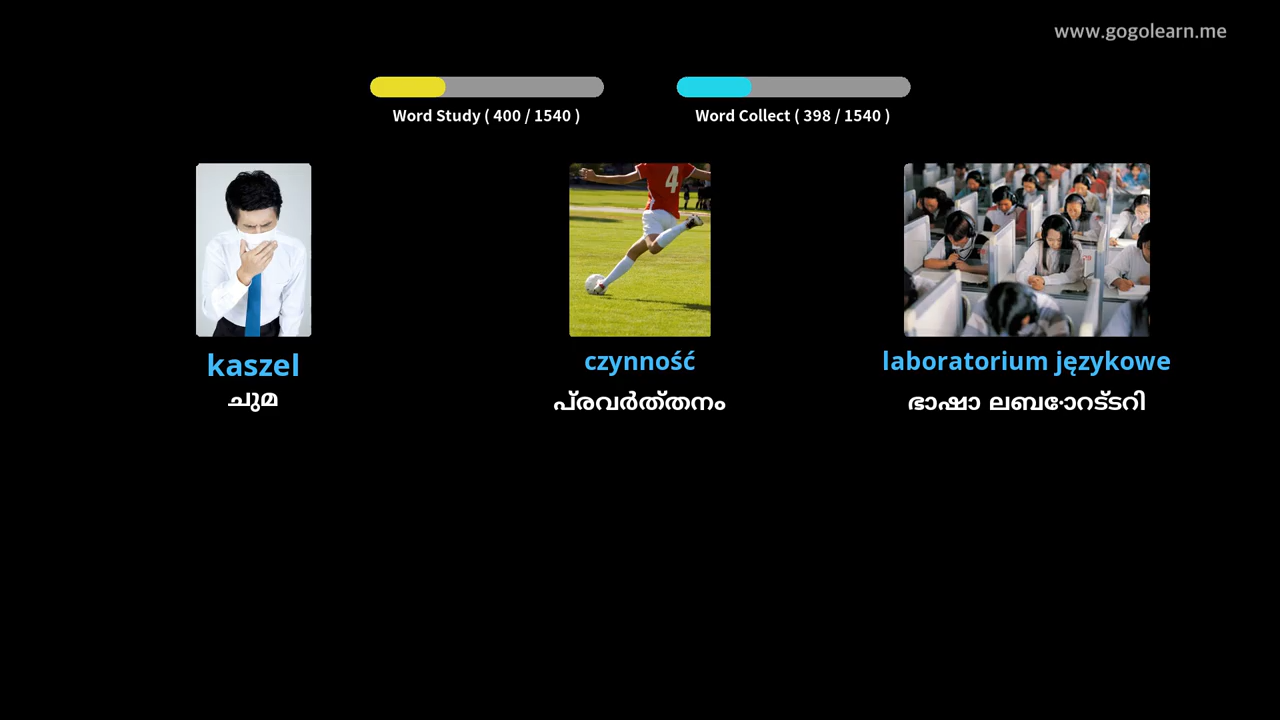 www.gogolearn.me
Word Study ( 400 / 1540 )
Word Collect ( 398 / 1540 )
kaszel
czynność
laboratorium językowe
ചുമ
പ്രവർത്തനം
ഭാഷാ ലബോറട്ടറി